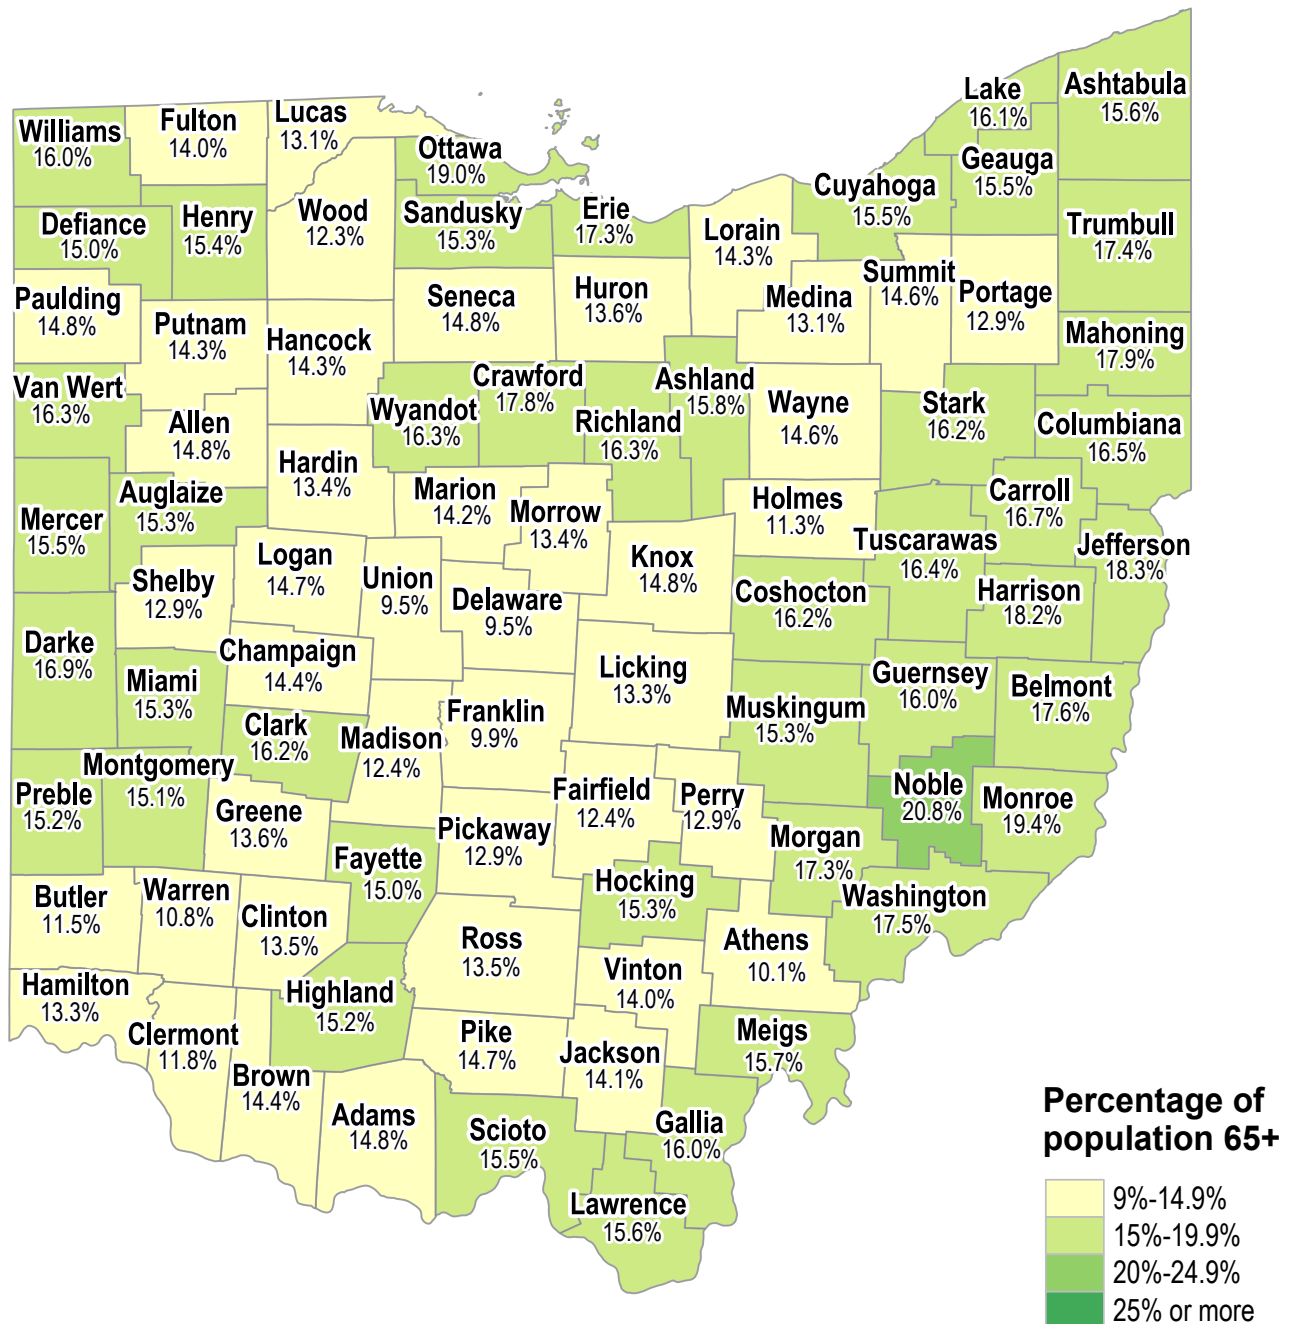 Williams
16.0%
Fulton
14.0%
Lucas
13.1%
Ottawa
19.0%
Lake
16.1%
Ashtabula
15.6%
Geauga
15.5%
Cuyahoga
15.5%
Defiance
15.0%
Henry
15.4%
Wood
12.3%
Sandusky
15.3%
Erie
17.3%
Lorain
14.3%
Trumbull
17.4%
Paulding
14.8%
Putnam
14.3%
Hancock
14.3%
Seneca
14.8%
Huron
13.6%
Medina
13.1%
Summit
14.6%
Portage
12.9%
Mahoning
17.9%
Van Wert
16.3%
Allen
14.8%
Wyandot
16.3%
Crawford
17.8%
Richland
16.3%
Ashland
15.8%
Wayne
14.6%
Stark
16.2%
Columbiana
16.5%
Hardin
13.4%
Mercer
15.5%
Auglaize
15.3%
Marion
14.2%
Morrow
13.4%
Holmes
11.3%
Carroll
16.7%
Tuscarawas
16.4%
Jefferson
18.3%
Shelby
12.9%
Logan
14.7%
Union
9.5%
Delaware
9.5%
Knox
14.8%
Coshocton
16.2%
Harrison
18.2%
Darke
16.9%
Miami
15.3%
Champaign
14.4%
Licking
13.3%
Guernsey
16.0%
Belmont
17.6%
Clark
16.2%
Madison
12.4%
Franklin
9.9%
Muskingum
15.3%
Preble
15.2%
Montgomery
15.1%
Greene
13.6%
Fairfield
12.4%
Perry
12.9%
Noble
20.8%
Monroe
19.4%
Pickaway
12.9%
Morgan
17.3%
Fayette
15.0%
Hocking
15.3%
Washington
17.5%
Butler
11.5%
Warren
10.8%
Clinton
13.5%
Ross
13.5%
Athens
10.1%
Hamilton
13.3%
Highland
15.2%
Vinton
14.0%
Clermont
11.8%
Pike
14.7%
Jackson
14.1%
Meigs
15.7%
Brown
14.4%
Adams
14.8%
Scioto
15.5%
Gallia
16.0%
Lawrence
15.6%
Percentage of
population 65+
9%-14.9%
15%-19.9%
20%-24.9%
25% or more